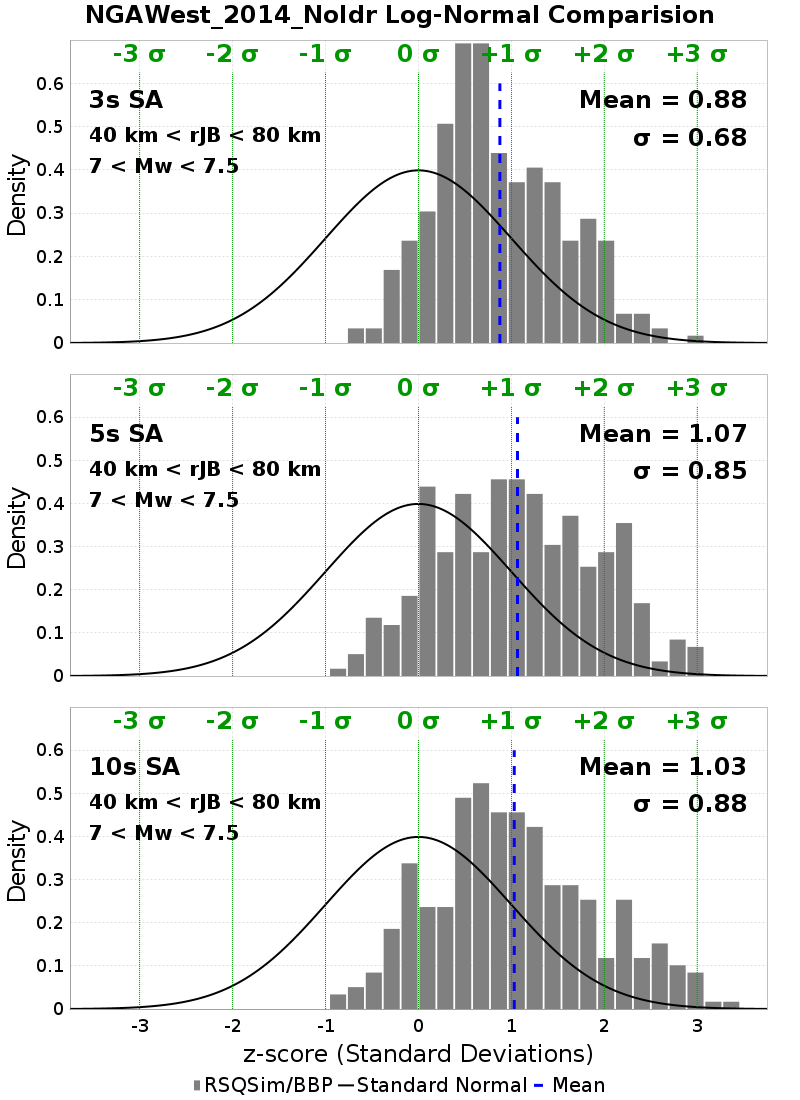 NGAWest_2014_NoIdr Log-Normal Comparision
-3 σ -2 σ -1 σ 0 σ +1 σ +2 σ +3 σ
3s SA Mean = 0.88
40 km < rJB < 80 km σ = 0.68
7 < Mw < 7.5
0.6
0.5
0.4
0.3
0.2
0.1
0
Density
-3 σ -2 σ -1 σ 0 σ +1 σ +2 σ +3 σ
5s SA Mean = 1.07
40 km < rJB < 80 km σ = 0.85
7 < Mw < 7.5
0.6
0.5
0.4
0.3
0.2
0.1
0
Density
-3 σ -2 σ -1 σ 0 σ +1 σ +2 σ +3 σ
10s SA Mean = 1.03
40 km < rJB < 80 km σ = 0.88
7 < Mw < 7.5
0.6
0.5
0.4
0.3
0.2
0.1
0
Density
-3 -2 -1 0 1 2 3
z-score (Standard Deviations)
RSQSim/BBP Standard Normal Mean